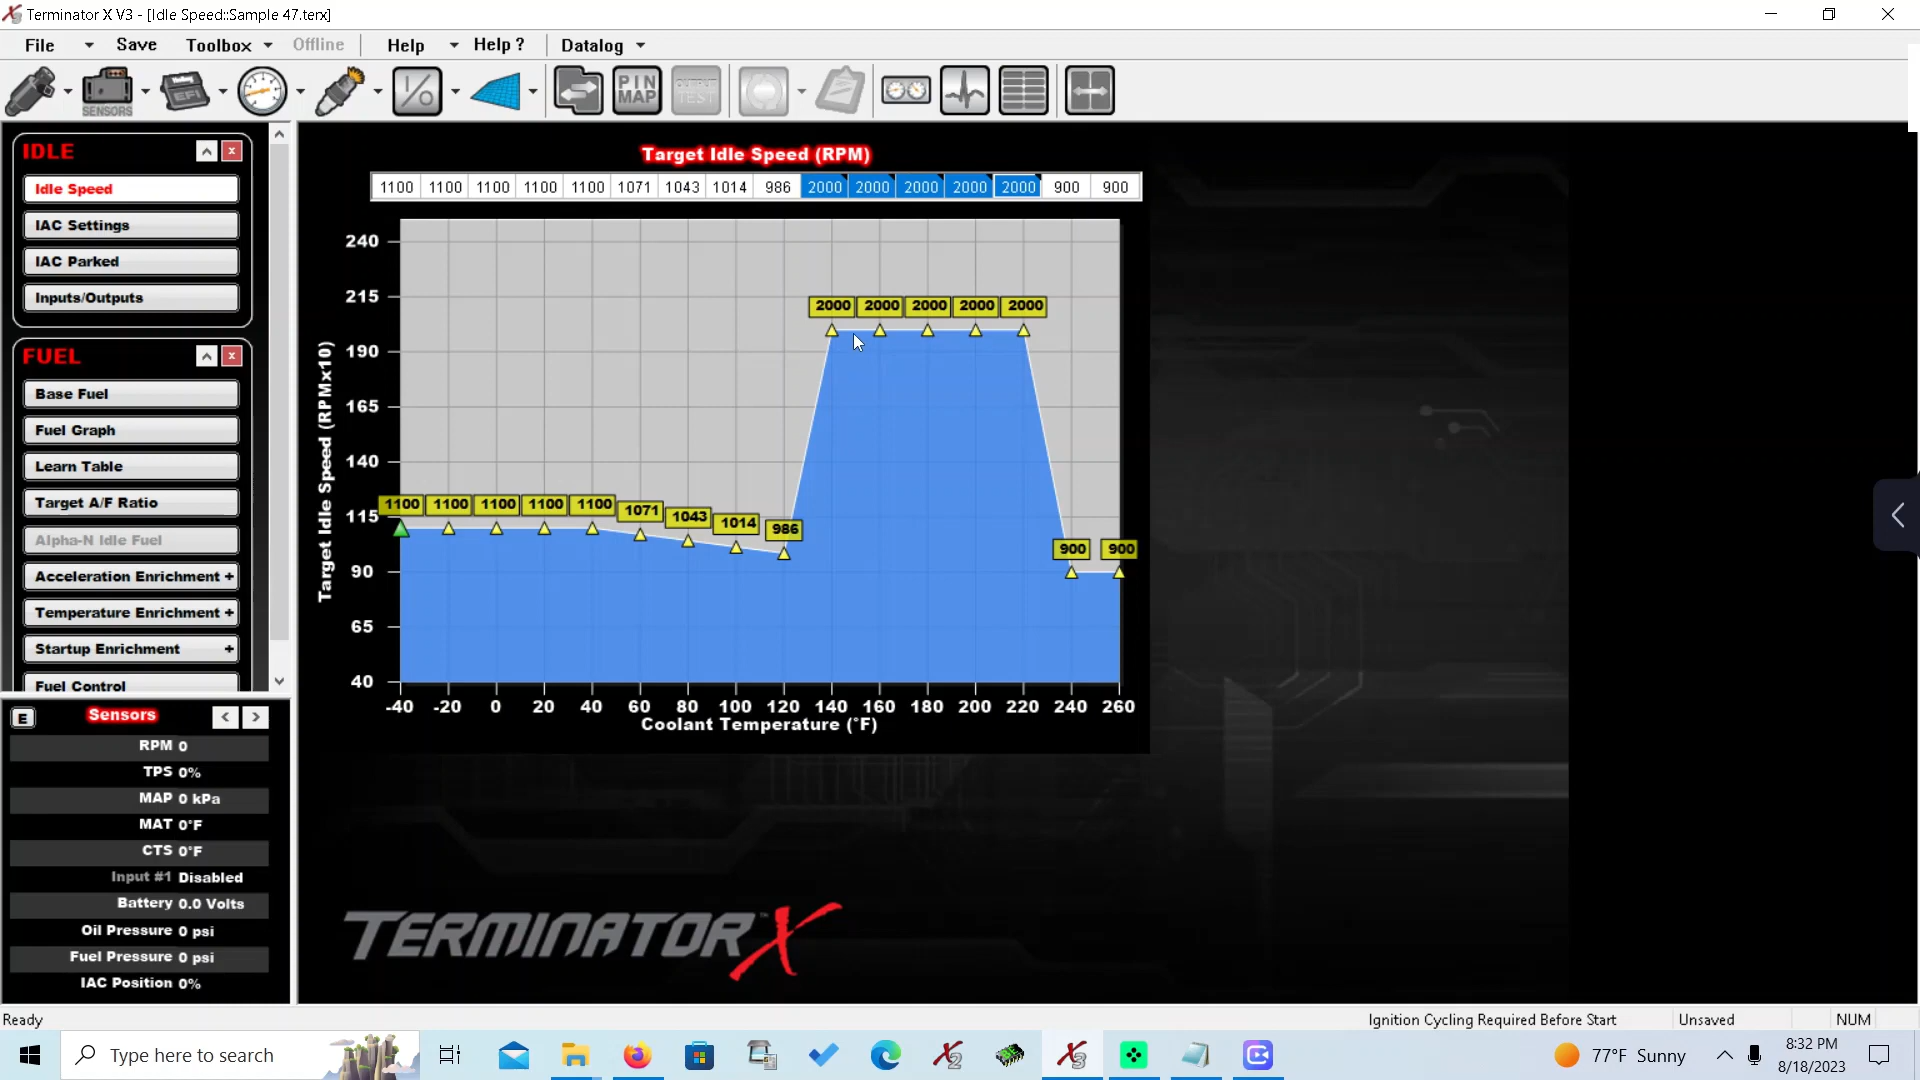 Terminator X V3 - [Idle Speed::Sample 47.terx]
File Save Toolbox Offline Help Help ? Datalog
SENSORS EFI I/O PIN MAP OUTPUT TEST
IDLE
Idle Speed
IAC Settings
IAC Parked
Inputs/Outputs
FUEL
Base Fuel
Fuel Graph
Learn Table
Target A/F Ratio
Alpha-N Idle Fuel
Acceleration Enrichment +
Temperature Enrichment +
Startup Enrichment +
Fuel Control
E Sensors < >
RPM 0
TPS 0%
MAP 0 kPa
MAT 0°F
CTS 0°F
Input #1 Disabled
Battery 0.0 Volts
Oil Pressure 0 psi
Fuel Pressure 0 psi
IAC Position 0%
Target Idle Speed (RPM)
1100 1100 1100 1100 1100 1071 1043 1014 986 2000 2000 2000 2000 2000 900 900
Target Idle Speed (RPMx10)
240
215
190
165
140
115
90
65
40
1100 1100 1100 1100 1100 1071 1043 1014 986 2000 2000 2000 2000 2000 900 900
-40 -20 0 20 40 60 80 100 120 140 160 180 200 220 240 260
Coolant Temperature (°F)
TERMINATOR X
™
Ready Ignition Cycling Required Before Start Unsaved NUM
Type here to search
X2 X3
77°F Sunny
8:32 PM
8/18/2023